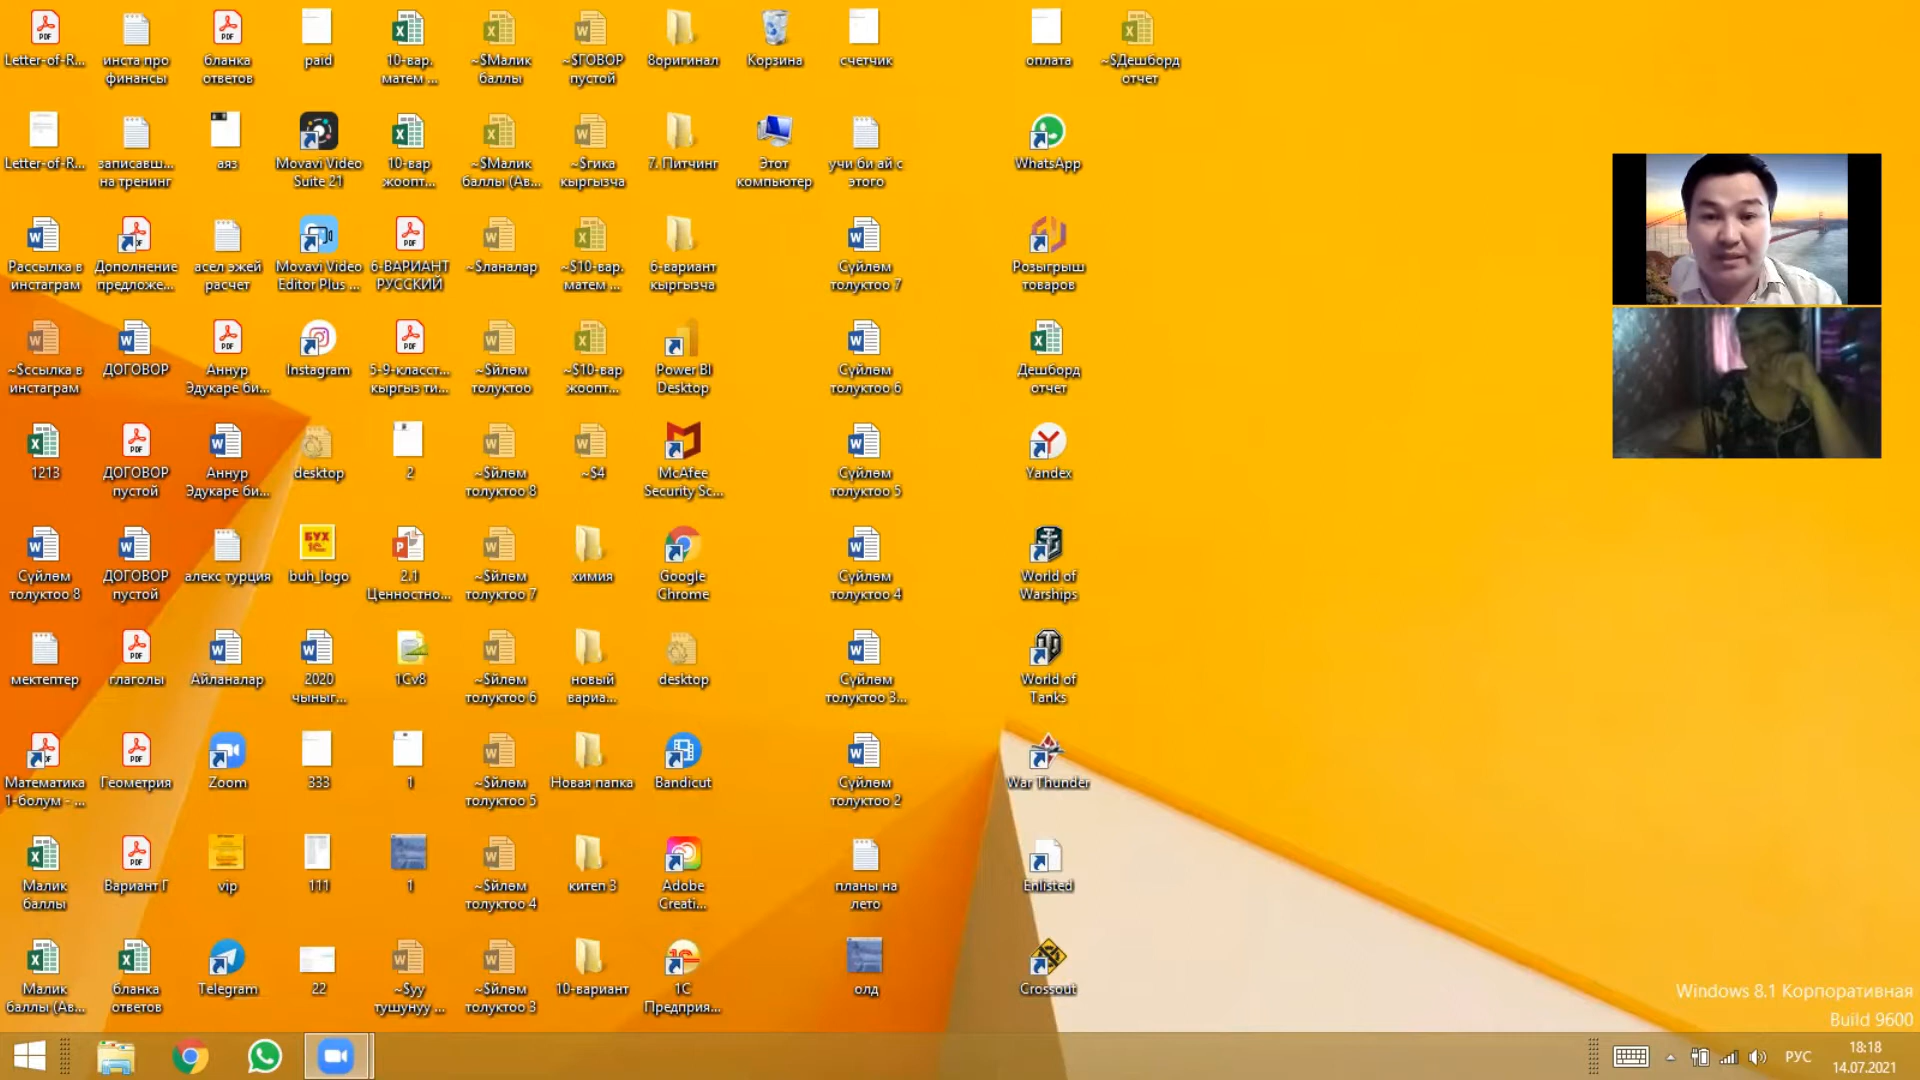 Letter-of-R...
инста про
финансы
бланка
ответов
paid
10-вар.
матем ...
~$Малик
баллы
~$ГОВОР
пустой
8оригинал
Корзина
счетчик
оплата
~$Дешборд
отчет
Letter-of-R...
записавш...
на тренинг
аяз
Movavi Video
Suite 21
10-вар
жоопт...
~$Малик
баллы (Ав...
~$гика
кыргызча
7. Питчинг
Этот
компьютер
учи би ай с
этого
WhatsApp
Рассылка в
инстаграм
Дополнение
предложе...
асел эжей
расчет
Movavi Video
Editor Plus ...
6-ВАРИАНТ
РУССКИЙ
~$ланалар
~$10-вар.
матем ...
6-вариант
кыргызча
Сүйлөм
толуктоо 7
Розыгрыш
товаров
~$ссылка в
инстаграм
ДОГОВОР
Аннур
Эдукаре би...
Instagram
5-9-класст...
кыргыз ти...
~$йлөм
толуктоо
~$10-вар
жоопт...
Power BI
Desktop
Сүйлөм
толуктоо 6
Дешборд
отчет
1213
ДОГОВОР
пустой
Аннур
Эдукаре би...
desktop
2
~$йлөм
толуктоо 8
~$4
McAfee
Security Sc...
Сүйлөм
толуктоо 5
Yandex
Сүйлөм
толуктоо 8
ДОГОВОР
пустой
алекс турция
БУХ
1С
buh_logo
2.1
Ценностно...
~$йлөм
толуктоо 7
химия
Google
Chrome
Сүйлөм
толуктоо 4
World of
Warships
мектептер
глаголы
Айланалар
2020
чыныг...
1Cv8
~$йлөм
толуктоо 6
новый
вариа...
desktop
Сүйлөм
толуктоо 3...
World of
Tanks
Математика
1-болум - ...
Геометрия
Zoom
333
1
~$йлөм
толуктоо 5
Новая папка
Bandicut
Сүйлөм
толуктоо 2
War Thunder
Малик
баллы
Вариант Г
vip
111
1
~$йлөм
толуктоо 4
китеп 3
Adobe
Creati...
планы на
лето
Enlisted
Малик
баллы (Ав...
бланка
ответов
Telegram
22
~$уу
тушунуу ...
~$йлөм
толуктоо 3
10-вариант
1С
Предприя...
олд
Crossout
Windows 8.1 Корпоративная
Build 9600
РУС
18:18
14.07.2021